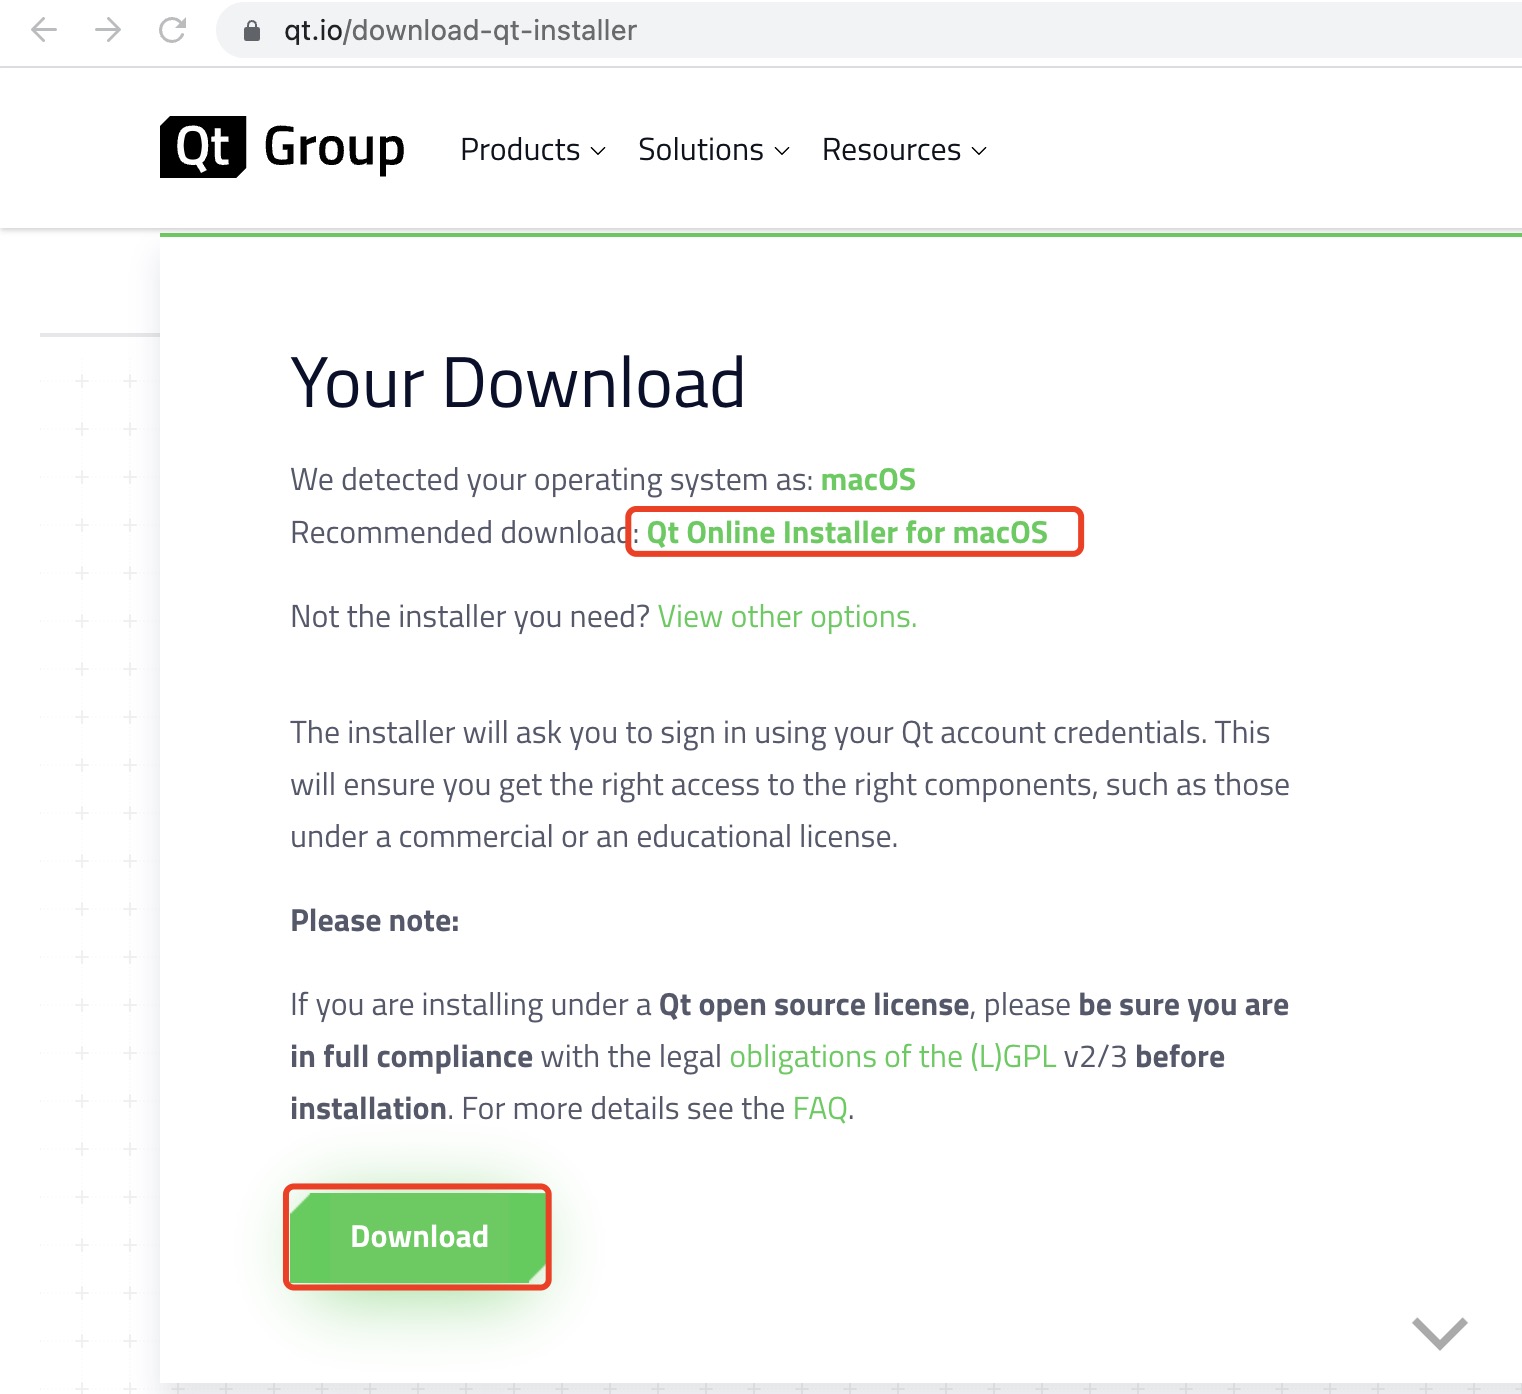 qt.io/download-qt-installer
Qt Group Products Solutions Resources
Your Download
We detected your operating system as: macOS
Recommended download: Qt Online Installer for macOS
Not the installer you need? View other options.
The installer will ask you to sign in using your Qt account credentials. This
will ensure you get the right access to the right components, such as those
under a commercial or an educational license.
Please note:
If you are installing under a Qt open source license, please be sure you are
in full compliance with the legal obligations of the (L)GPL v2/3 before
installation. For more details see the FAQ.
Download